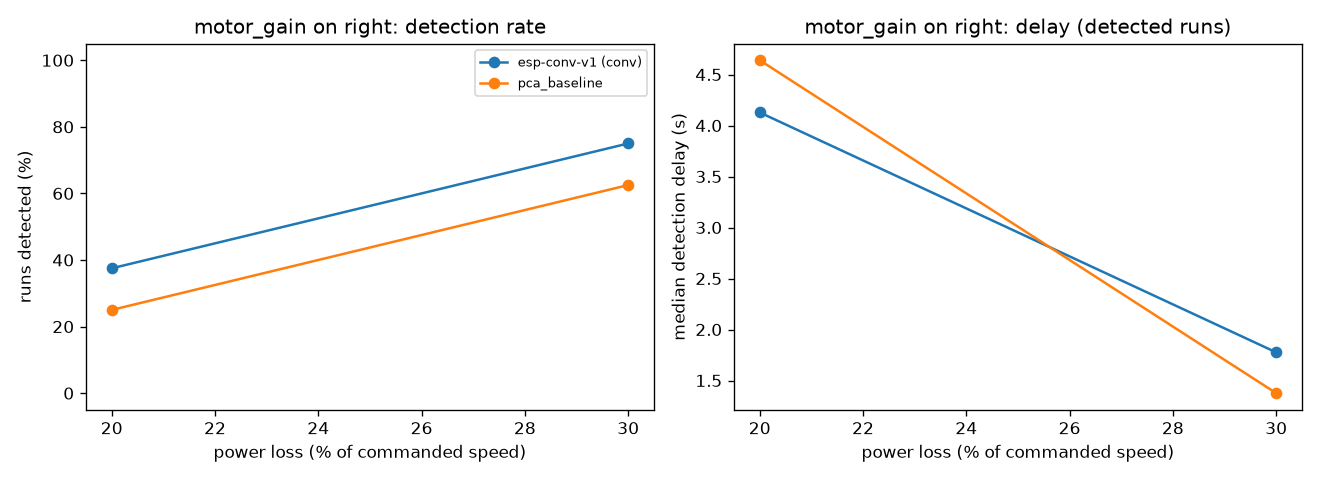 motor_gain on right: detection rate
runs detected (%)
100
80
60
40
20
0
esp-conv-v1 (conv)
pca_baseline
20 22 24 26 28 30
power loss (% of commanded speed)
motor_gain on right: delay (detected runs)
median detection delay (s)
4.5
4.0
3.5
3.0
2.5
2.0
1.5
20 22 24 26 28 30
power loss (% of commanded speed)